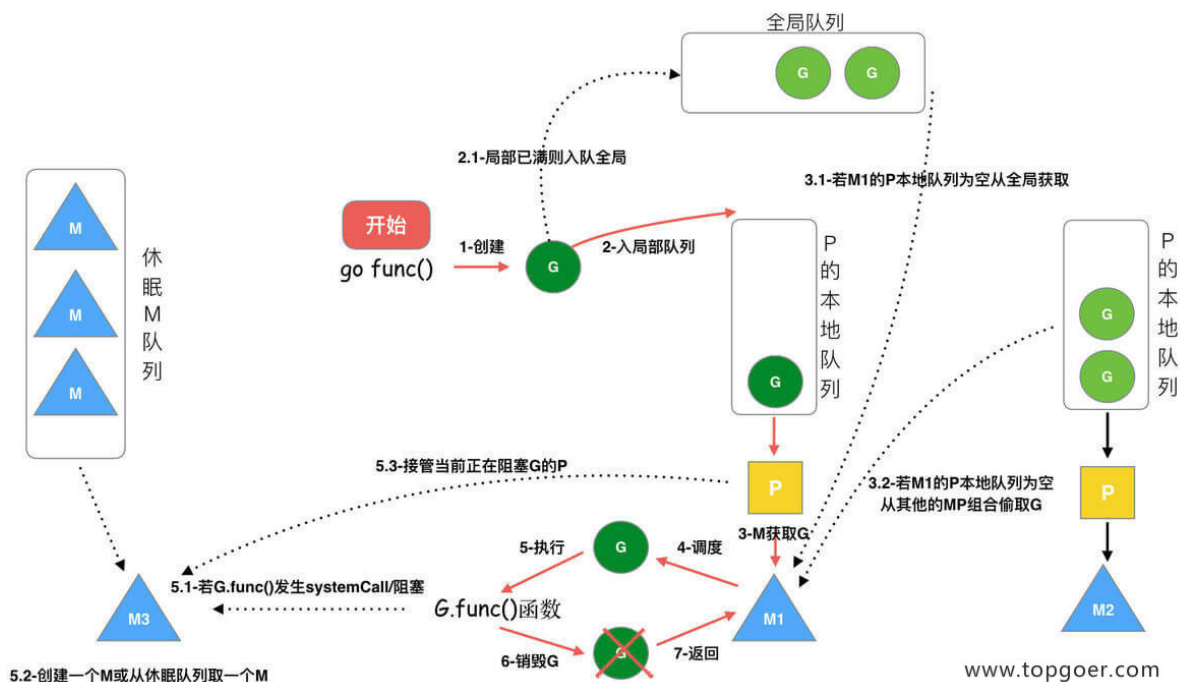 全局队列
G
G
2.1-局部已满则入队全局
3.1-若M1的P本地队列为空从全局获取
M
M
M
休眠M队列
开始
go func()
1-创建
G
2-入局部队列
P的本地队列
G
P的本地队列
G
G
5.3-接管当前正在阻塞G的P
P
3-M获取G
3.2-若M1的P本地队列为空
从其他的MP组合偷取G
P
5-执行
G
4-调度
5.1-若G.func()发生systemCall/阻塞
G.func()函数
M3
M1
M2
6-销毁G
G
7-返回
5.2-创建一个M或从休眠队列取一个M
www.topgoer.com